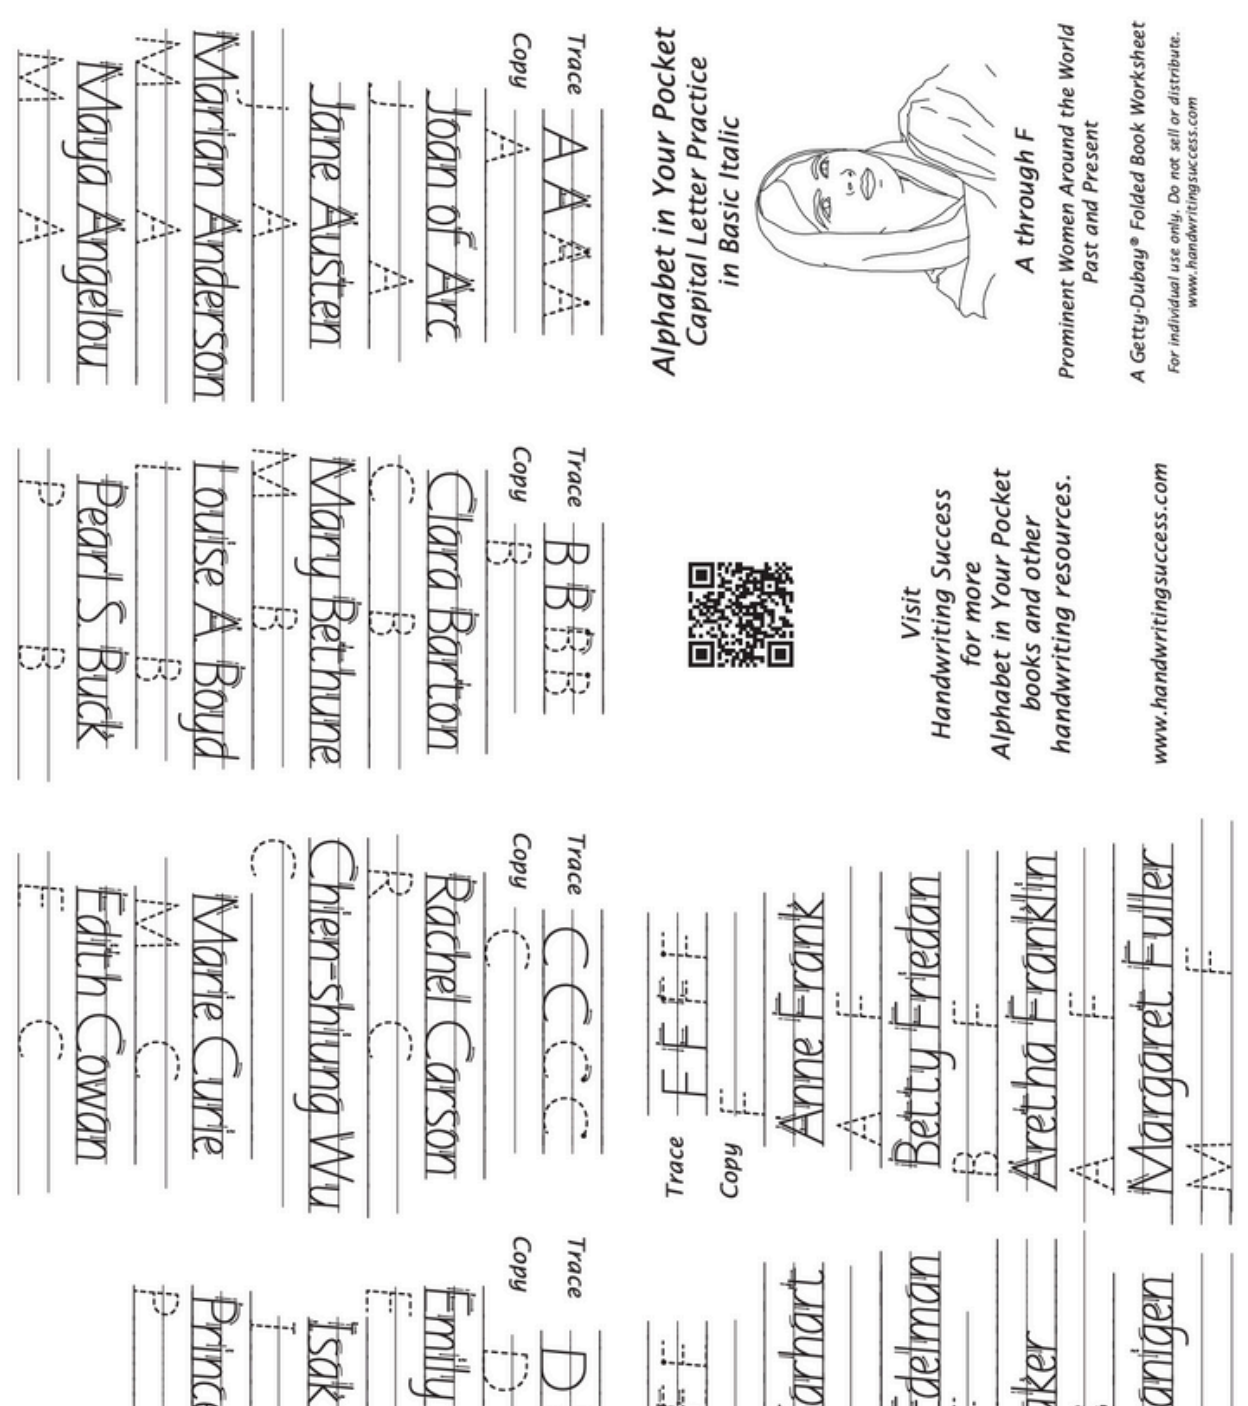 Alphabet in Your Pocket
Capital Letter Practice
in Basic Italic
A through F
Prominent Women Around the World
Past and Present
A Getty-Dubay® Folded Book Worksheet
For individual use only. Do not sell or distribute.
www.handwritingsuccess.com
Trace A A A A
Copy A
Joan of Arc
J A
Jane Austen
J A
Marian Anderson
M A
Maya Angelou
M A
Visit
Handwriting Success
for more
Alphabet in Your Pocket
books and other
handwriting resources.
www.handwritingsuccess.com
Trace B B B B
Copy B
Clara Barton
C B
Mary Bethune
M B
Louise A Boyd
L B
Pearl S Buck
P B
Trace C C C C
Copy C
Rachel Carson
R C
Chien-shiung Wu
C
Marie Curie
M C
Edith Cowan
E C
Trace F F F F
Copy F
Anne Frank
A F
Betty Friedan
B F
Aretha Franklin
A F
Margaret Fuller
M F
Trace D
Copy D
Emily
E
Isak
I
P